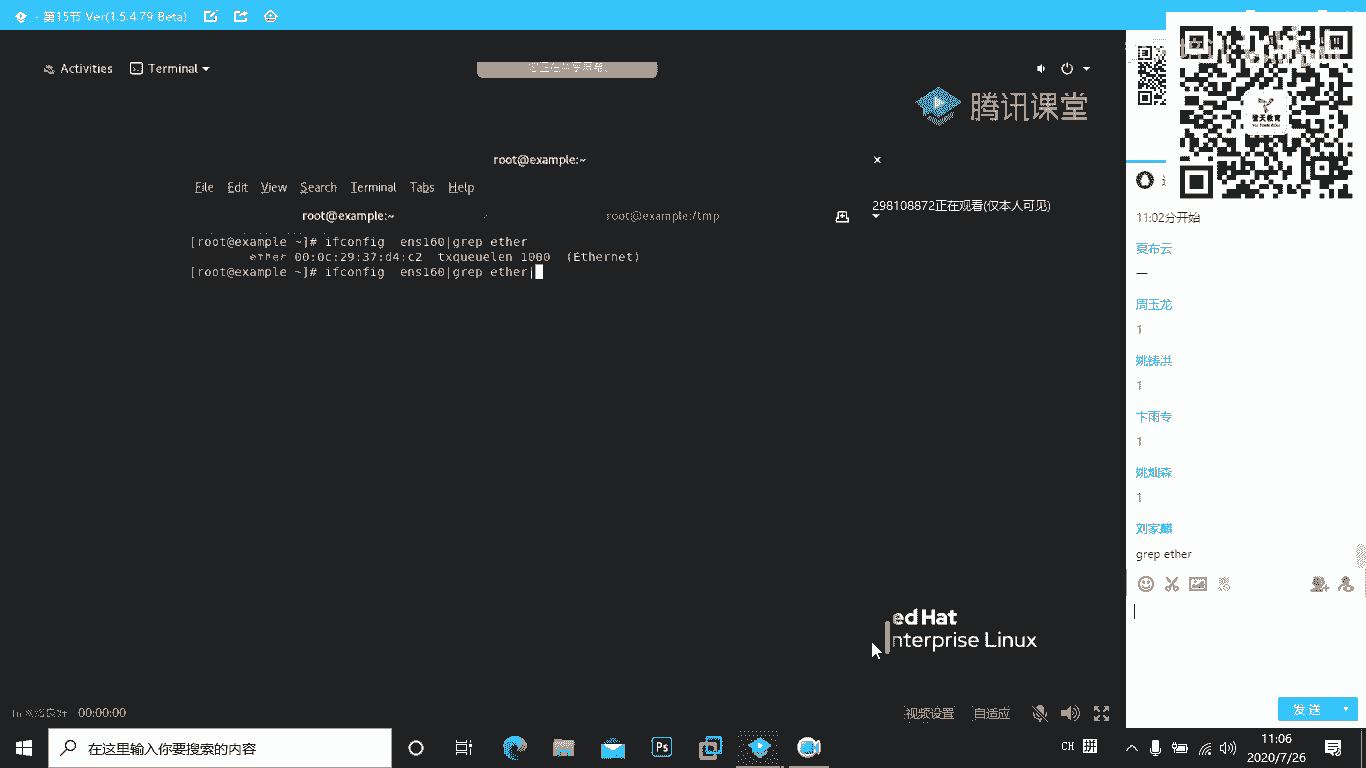 - 第15节 Ver(1.5.4.79 Beta)
Activities
Terminal
腾讯课堂
root@example:~
×
File Edit View Search Terminal Tabs Help
298108872正在观看(仅本人可见)
root@example:~
root@example:/tmp
11:02分开始
[root@example ~]# ifconfig ens160|grep ether
ether 00:0c:29:37:d4:c2 txqueuelen 1000 (Ethernet)
[root@example ~]# ifconfig ens160|grep ether|
夏布云
一
周玉龙
1
姚铸洪
1
卞雨专
1
姚灿森
1
刘家麟
grep ether
ed Hat
nterprise Linux
00:00:00
视频设置
自适应
发 送
在这里输入你要搜索的内容
Ps
CH 拼
11:06
2020/7/26